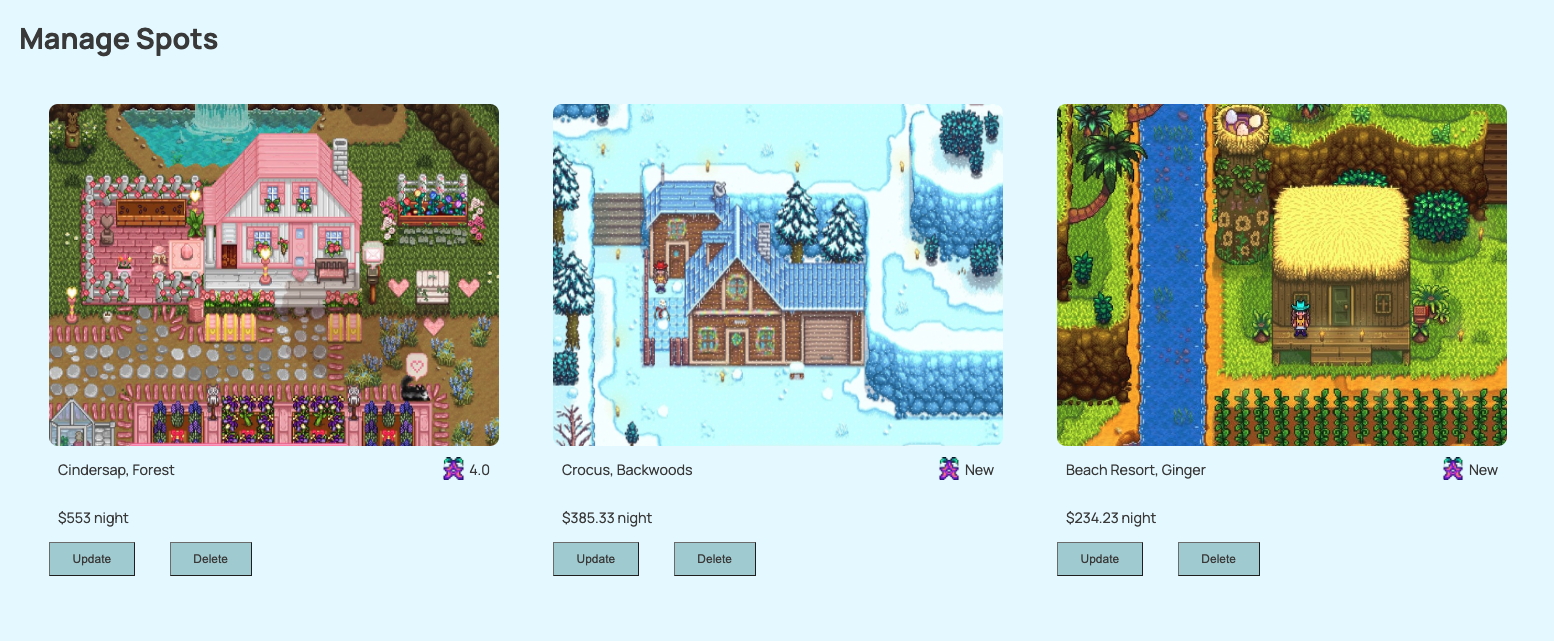 Manage Spots
Cindersap, Forest
4.0
$553 night
Update
Delete
Crocus, Backwoods
New
$385.33 night
Update
Delete
Beach Resort, Ginger
New
$234.23 night
Update
Delete